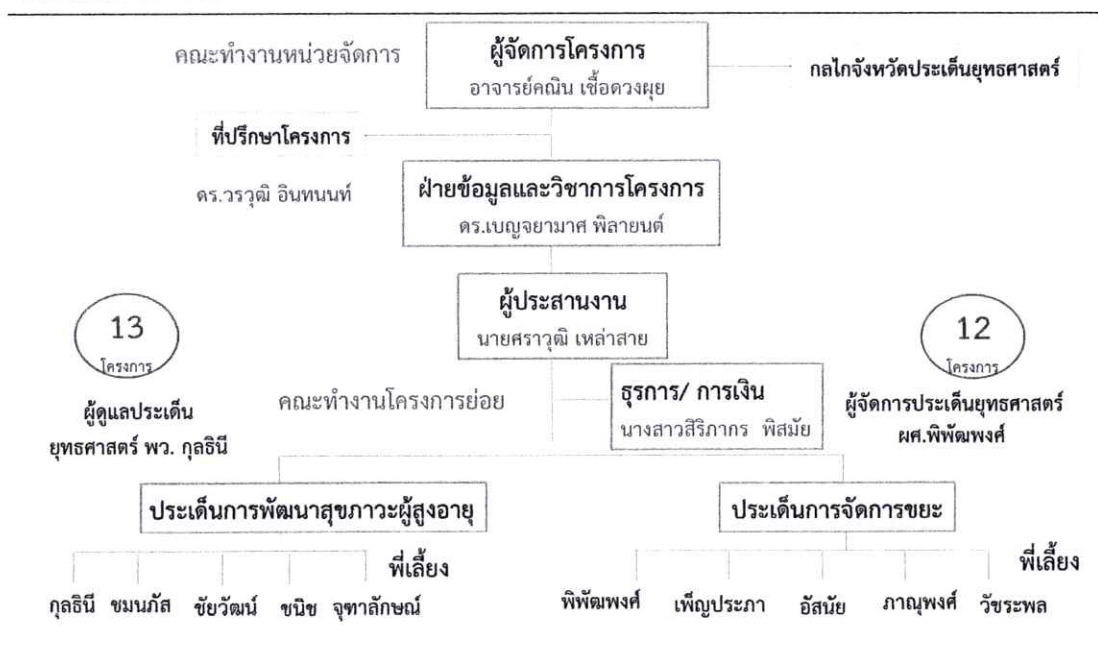 คณะทำงานหน่วยจัดการ
ผู้จัดการโครงการ
อาจารย์คณิน เชื้อดวงผุย
กลไกจังหวัดประเด็นยุทธศาสตร์
ที่ปรึกษาโครงการ
ดร.วรวุฒิ อินทนนท์
ฝ่ายข้อมูลและวิชาการโครงการ
ดร.เบญจยามาศ พิลายนต์
ผู้ประสานงาน
นายศราวุฒิ เหล่าสาย
13
โครงการ
ผู้ดูแลประเด็น
ยุทธศาสตร์ พว. กุลธินี
12
โครงการ
ผู้จัดการประเด็นยุทธศาสตร์
ผศ.พิพัฒพงศ์
คณะทำงานโครงการย่อย
ธุรการ/ การเงิน
นางสาวสิริภากร พิสมัย
ประเด็นการพัฒนาสุขภาวะผู้สูงอายุ
พี่เลี้ยง
กุลธินี ชมนภัส ชัยวัฒน์ ชนิช จุฑาลักษณ์
ประเด็นการจัดการขยะ
พี่เลี้ยง
พิพัฒพงศ์ เพ็ญประภา อัสนัย ภาณุพงศ์ วัชระพล